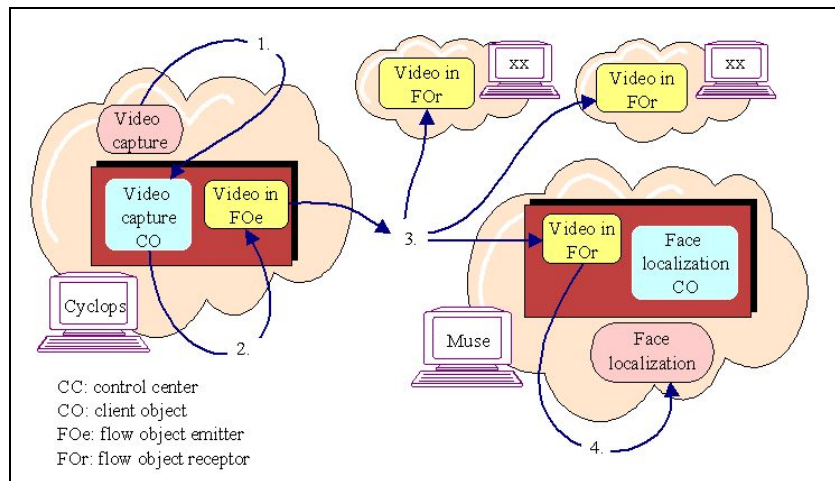 1.
Video
capture
Video
capture
CO
Video in
FOe
Cyclops
2.
Video in
FOr
xx
Video in
FOr
xx
3.
Video in
FOr
Face
localization
CO
Muse
Face
localization
4.
CC: control center
CO: client object
FOe: flow object emitter
FOr: flow object receptor